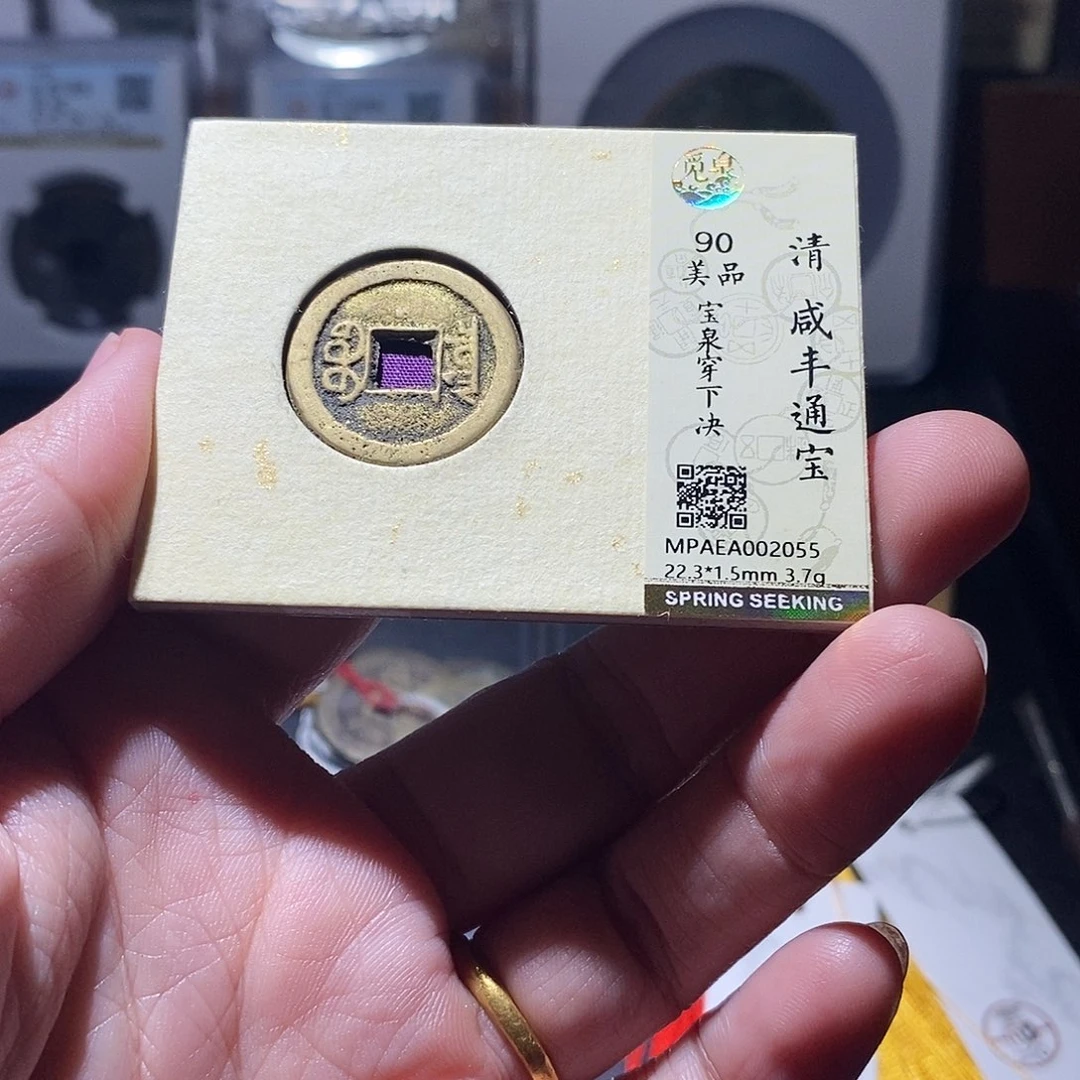 觅泉
90
美品
宝泉穿下决
清 咸丰通宝
MPAEA002055
22.3*1.5mm 3.7g
SPRING SEEKING